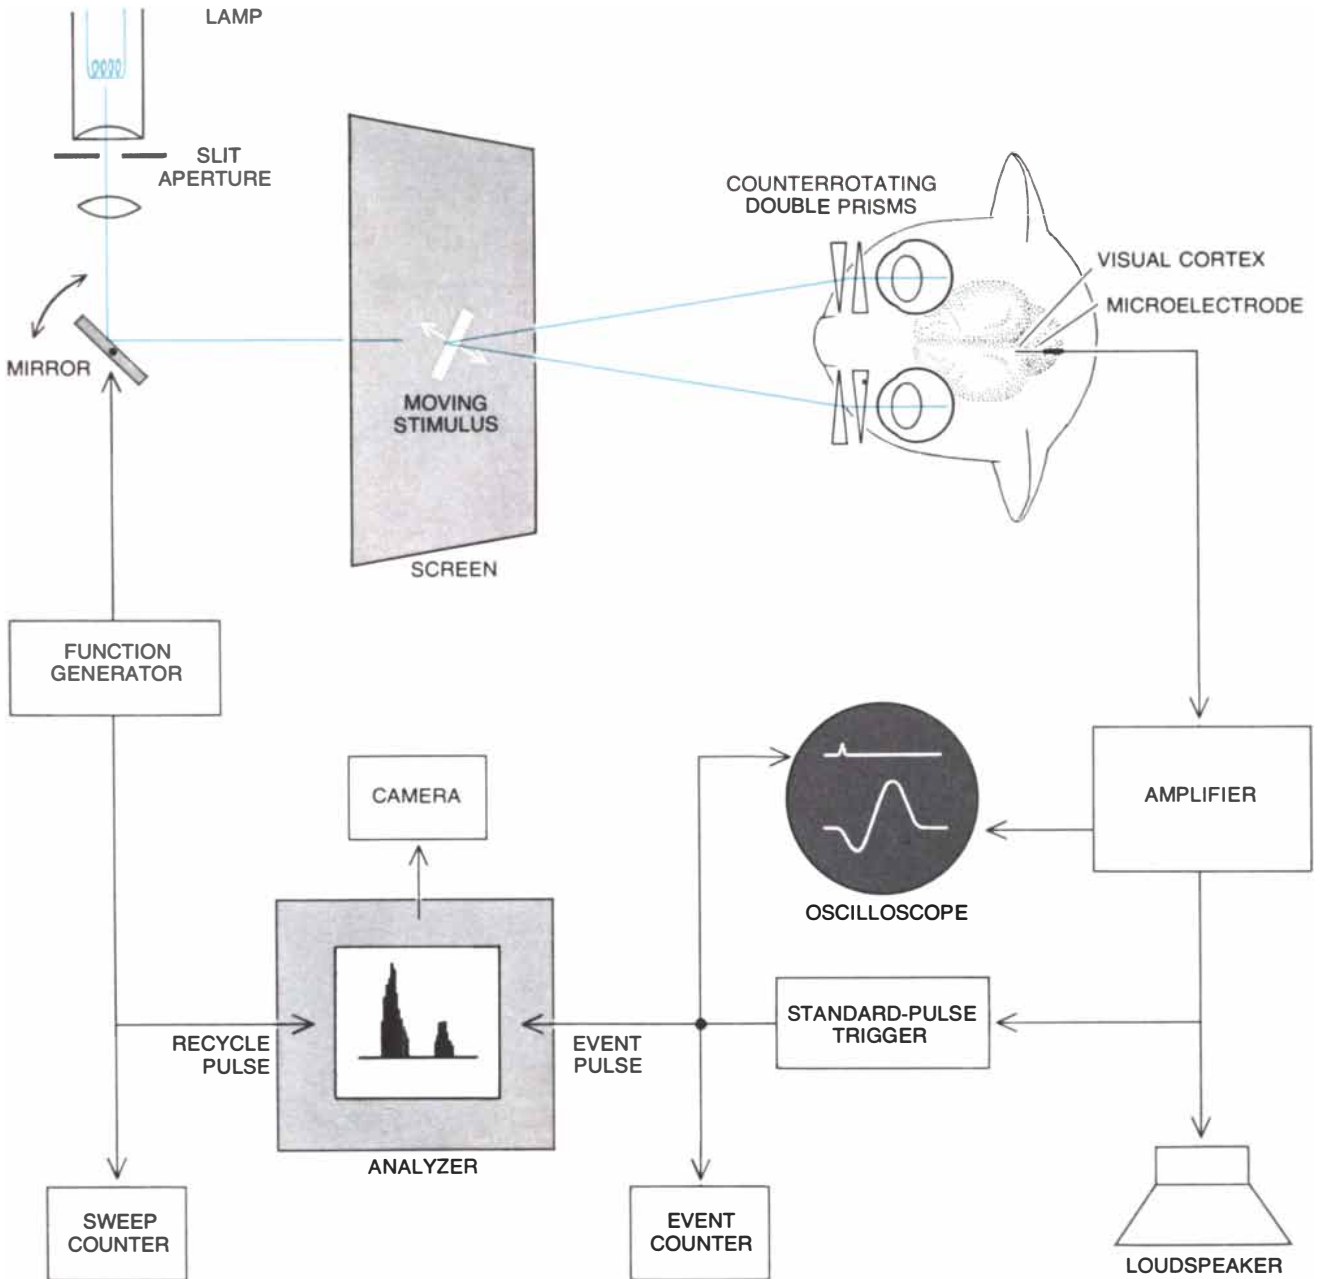 LAMP
SLIT
APERTURE
COUNTERROTATING
DOUBLE PRISMS
VISUAL CORTEX
MICROELECTRODE
MIRROR
MOVING
STIMULUS
SCREEN
FUNCTION
GENERATOR
CAMERA
AMPLIFIER
OSCILLOSCOPE
STANDARD-PULSE
TRIGGER
RECYCLE
PULSE
EVENT
PULSE
ANALYZER
SWEEP
COUNTER
EVENT
COUNTER
LOUDSPEAKER